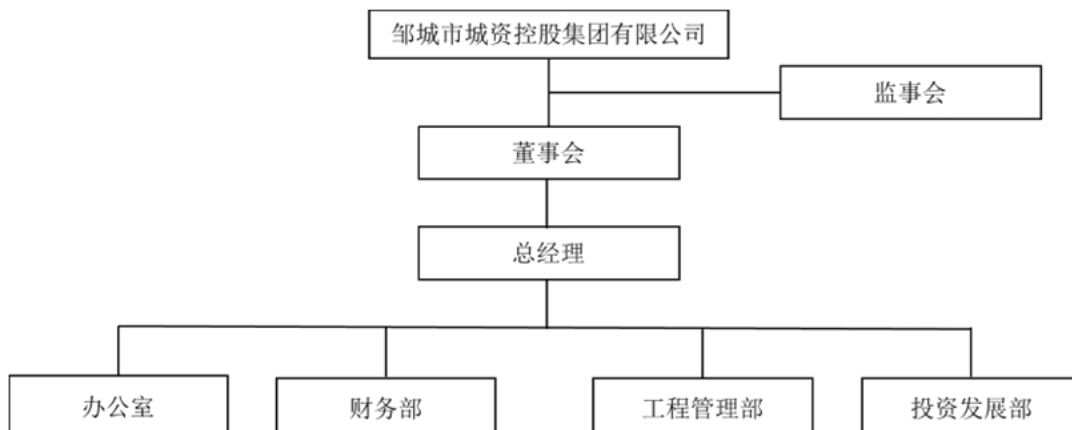 邹城市城资控股集团有限公司
监事会
董事会
总经理
办公室
财务部
工程管理部
投资发展部